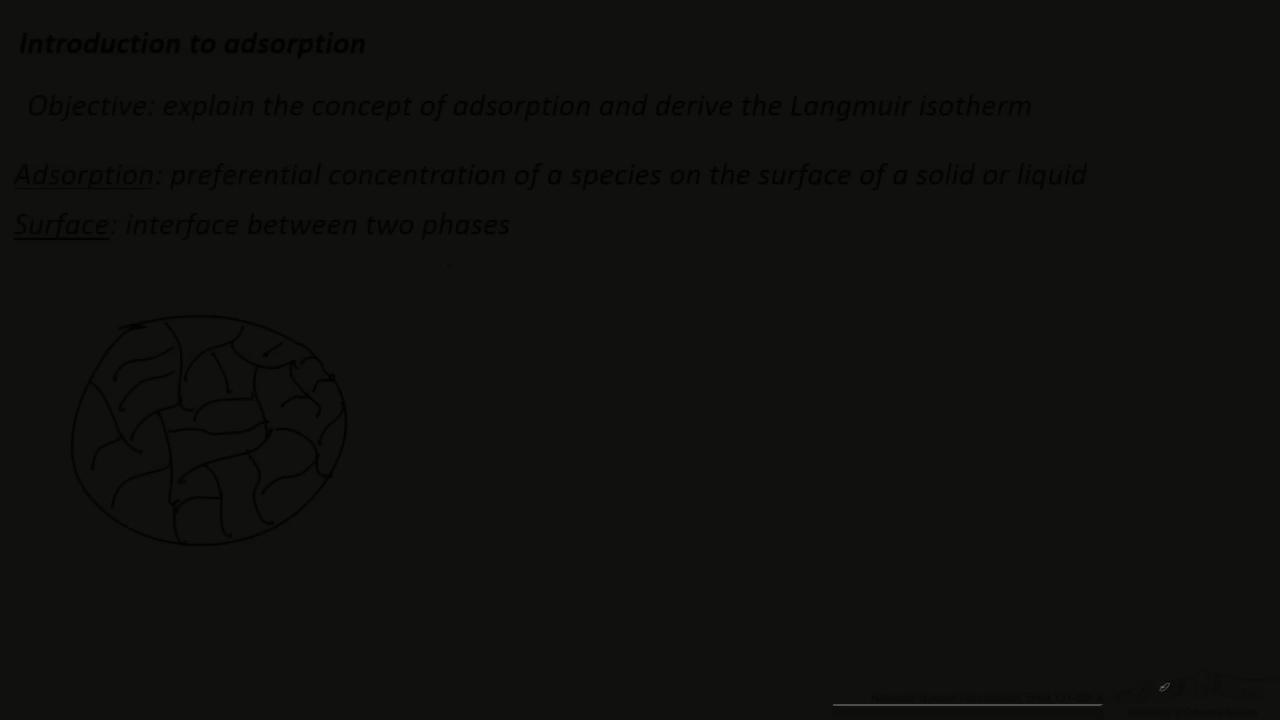 Introduction to adsorption
Objective: explain the concept of adsorption and derive the Langmuir isotherm
Adsorption: preferential concentration of a species on the surface of a solid or liquid
Surface: interface between two phases